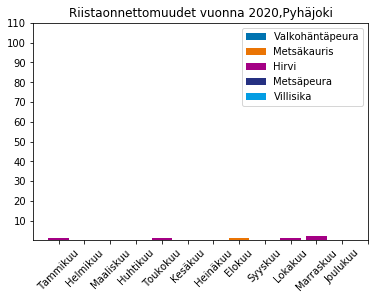 Riistaonnettomuudet vuonna 2020,Pyhäjoki
110
100
90
80
70
60
50
40
30
20
10
Valkohäntäpeura
Metsäkauris
Hirvi
Metsäpeura
Villisika
Tammikuu
Helmikuu
Maaliskuu
Huhtikuu
Toukokuu
Kesäkuu
Heinäkuu
Elokuu
Syyskuu
Lokakuu
Marraskuu
Joulukuu